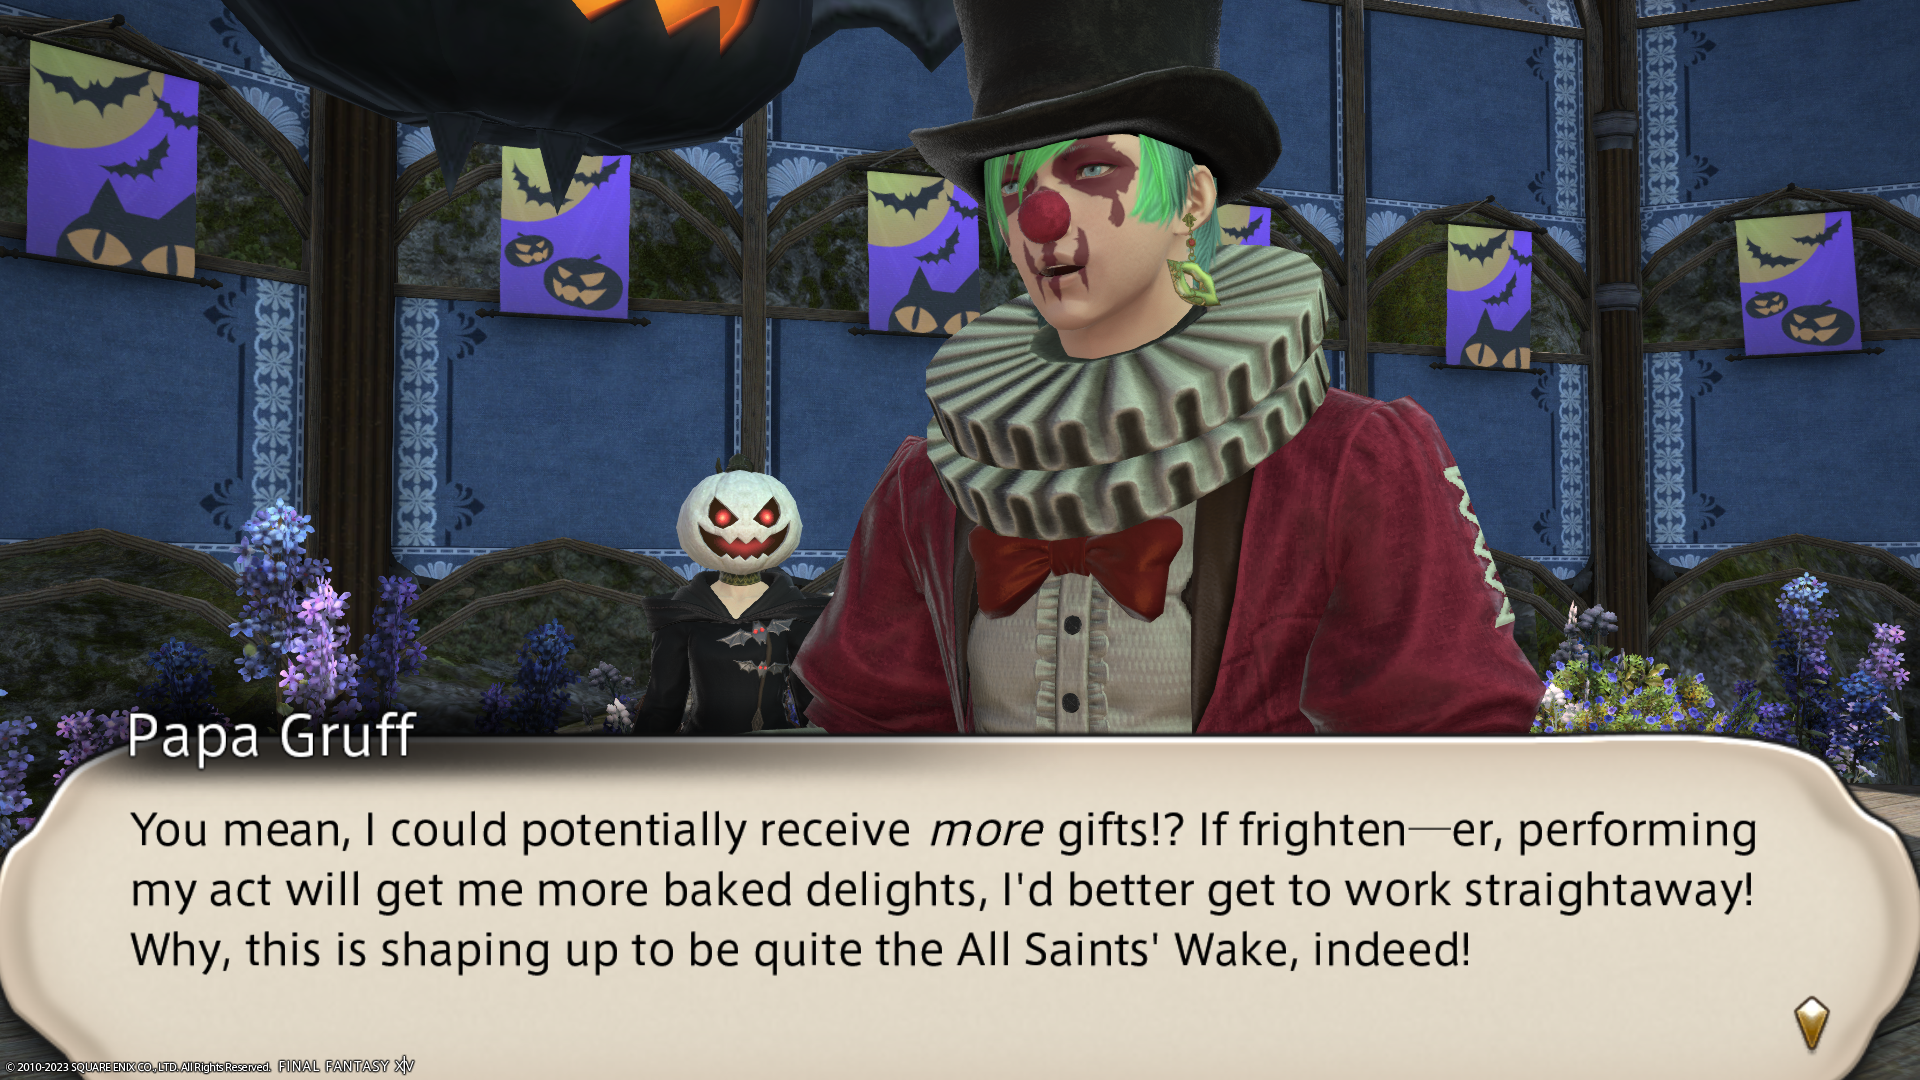 Papa Gruff
You mean, I could potentially receive more gifts!? If frighten—er, performing
my act will get me more baked delights, I'd better get to work straightaway!
Why, this is shaping up to be quite the All Saints' Wake, indeed!
© 2010-2023 SQUARE ENIX CO., LTD. All Rights Reserved. FINAL FANTASY XIV